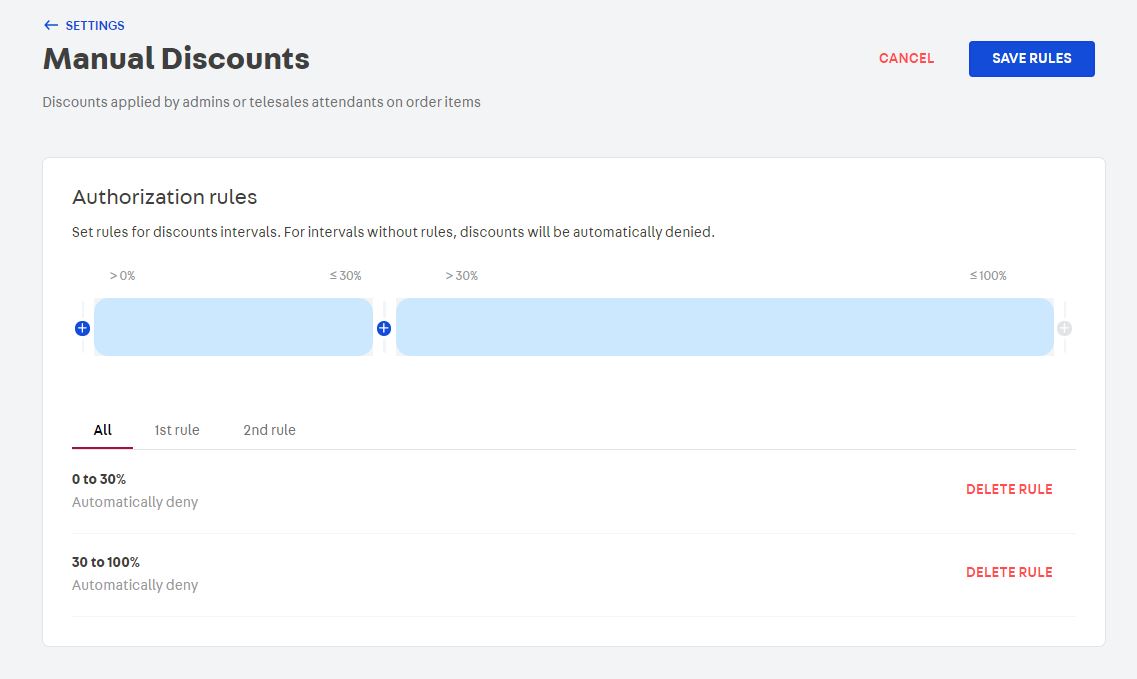 SETTINGS
Manual Discounts
CANCEL
SAVE RULES
Discounts applied by admins or telesales attendants on order items
Authorization rules
Set rules for discounts intervals. For intervals without rules, discounts will be automatically denied.
> 0%
≤ 30%
> 30%
≤ 100%
All
1st rule
2nd rule
0 to 30%
Automatically deny
DELETE RULE
30 to 100%
Automatically deny
DELETE RULE